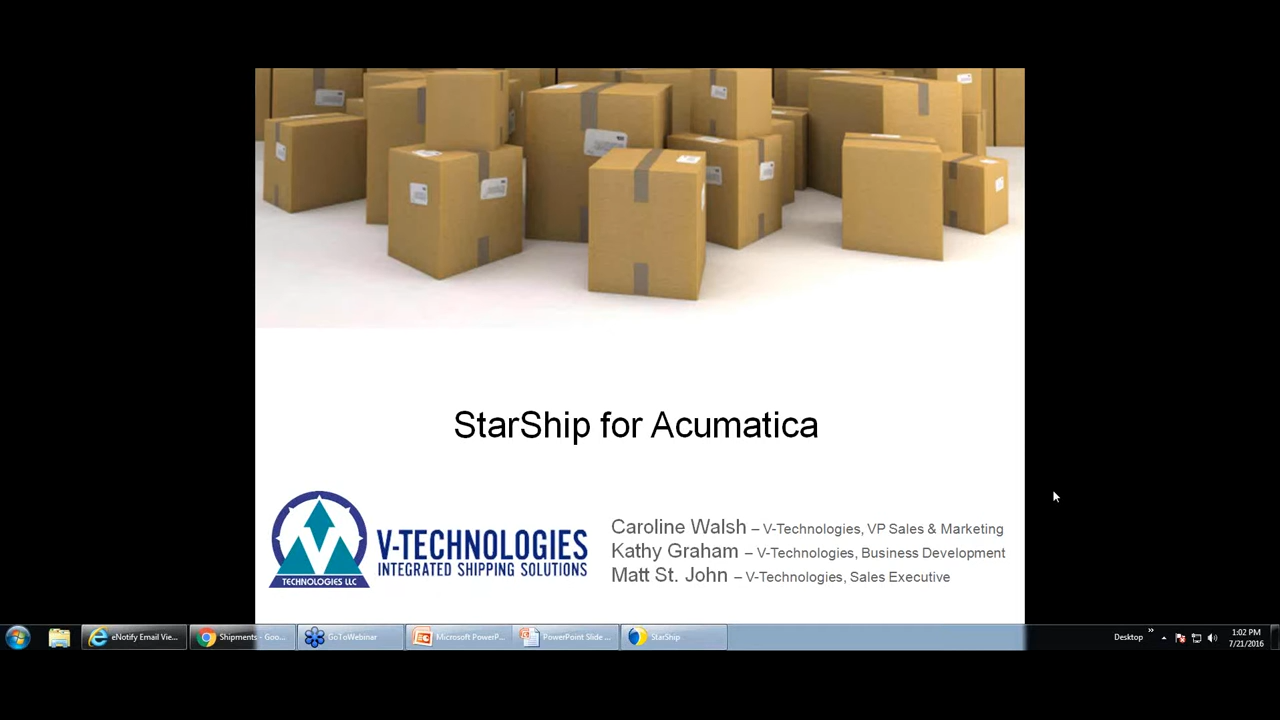 StarShip for Acumatica
V-TECHNOLOGIES
INTEGRATED SHIPPING SOLUTIONS
TECHNOLOGIES LLC
Caroline Walsh – V-Technologies, VP Sales & Marketing
Kathy Graham – V-Technologies, Business Development
Matt St. John – V-Technologies, Sales Executive
eNotify Email Vie...
Shipments - Goo...
GoToWebinar
Microsoft PowerP...
PowerPoint Slide ...
StarShip
Desktop
1:02 PM
7/21/2016